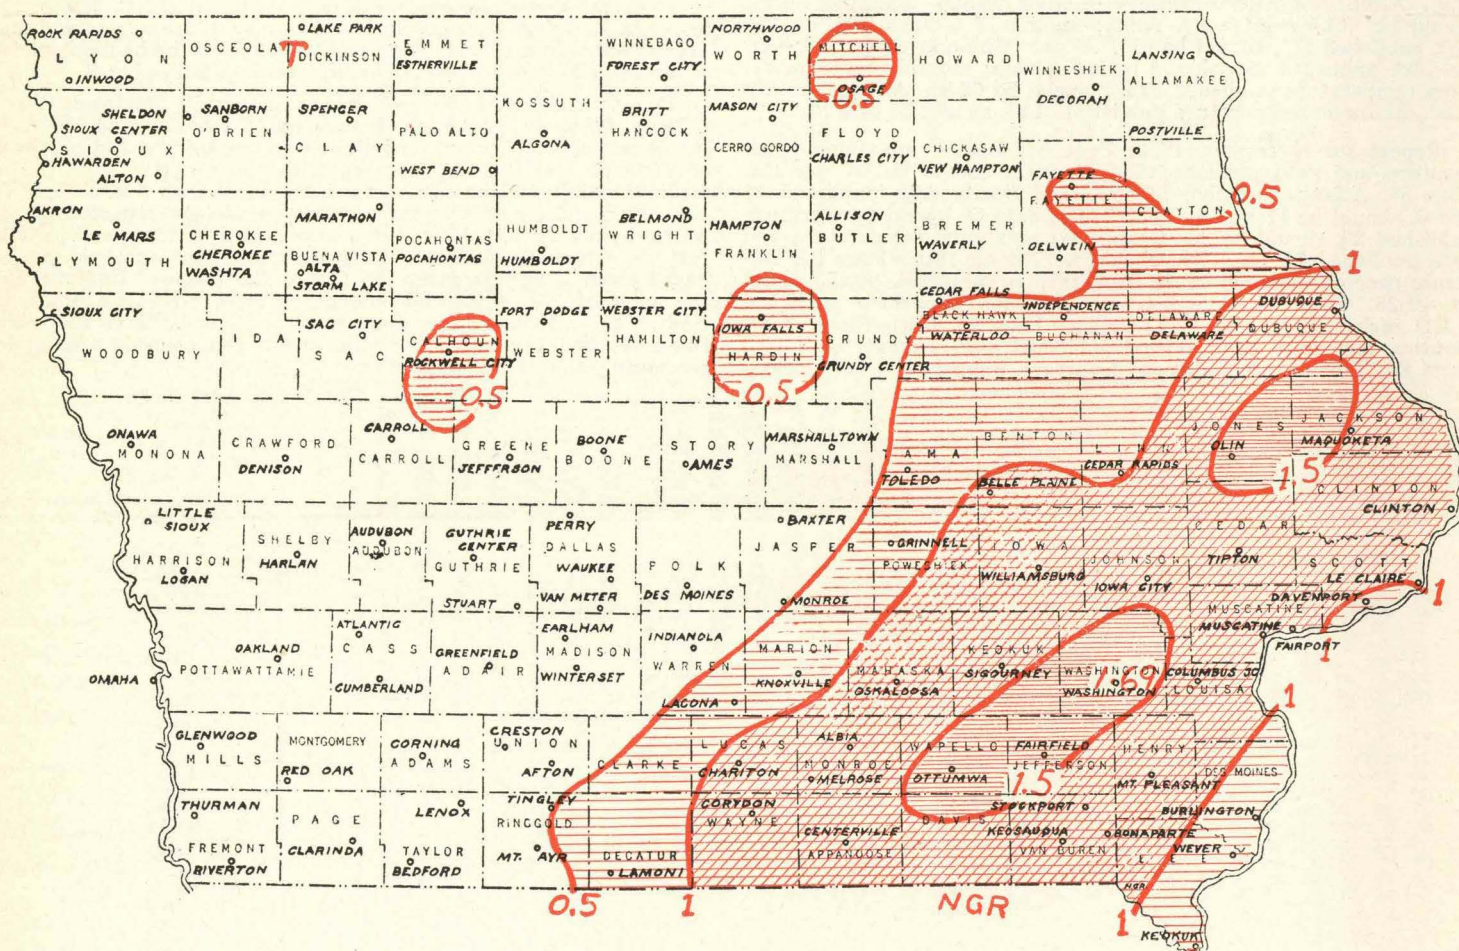 ROCK RAPIDS
LYON
INWOOD
OSCEOLA
LAKE PARK
T
DICKINSON
EMMET
ESTHERVILLE
WINNEBAGO
FOREST CITY
NORTHWOOD
WORTH
MITCHELL
OSAGE
0.5
HOWARD
WINNESHIEK
DECORAH
LANSING
ALLAMAKEE
SHELDON
SIOUX CENTER
SIOUX
HAWARDEN
ALTON
SANBORN
O'BRIEN
SPENCER
CLAY
PALO ALTO
WEST BEND
KOSSUTH
ALGONA
BRITT
HANCOCK
MASON CITY
CERRO GORDO
FLOYD
CHARLES CITY
CHICKASAW
NEW HAMPTON
POSTVILLE
FAYETTE
FAYETTE
CLAYTON
0.5
AKRON
LE MARS
PLYMOUTH
CHEROKEE
CHEROKEE
WASHTA
MARATHON
BUENA VISTA
ALTA
STORM LAKE
POCAHONTAS
POCAHONTAS
HUMBOLDT
HUMBOLDT
BELMOND
WRIGHT
HAMPTON
FRANKLIN
ALLISON
BUTLER
BREMER
WAVERLY
OELWEIN
1
SIOUX CITY
WOODBURY
IDA
SAC CITY
SAC
CALHOUN
ROCKWELL CITY
0.5
FORT DODGE
WEBSTER
WEBSTER CITY
HAMILTON
IOWA FALLS
HARDIN
0.5
GRUNDY
GRUNDY CENTER
CEDAR FALLS
BLACK HAWK
WATERLOO
INDEPENDENCE
BUCHANAN
DELAWARE
DELAWARE
DUBUQUE
DUBUQUE
ONAWA
MONONA
CRAWFORD
DENISON
CARROLL
CARROLL
GREENE
JEFFERSON
BOONE
BOONE
STORY
AMES
MARSHALLTOWN
MARSHALL
TAMA
TOLEDO
BENTON
BELLE PLAINE
LINN
CEDAR RAPIDS
JONES
OLIN
1.5
JACKSON
MAQUOKETA
CLINTON
CLINTON
LITTLE
SIOUX
HARRISON
LOGAN
SHELBY
HARLAN
AUDUBON
AUDUBON
GUTHRIE
CENTER
GUTHRIE
STUART
PERRY
DALLAS
WAUKEE
VAN METER
POLK
DES MOINES
BAXTER
JASPER
MONROE
GRINNELL
POWESHIEK
IOWA
WILLIAMSBURG
JOHNSON
IOWA CITY
CEDAR
TIPTON
SCOTT
LE CLAIRE
DAVENPORT
1
MUSCATINE
MUSCATINE
FAIRPORT
1
OMAHA
OAKLAND
POTTAWATTAMIE
ATLANTIC
CASS
CUMBERLAND
GREENFIELD
ADAIR
EARLHAM
MADISON
WINTERSET
INDIANOLA
WARREN
LACONA
MARION
KNOXVILLE
MAHASKA
OSKALOOSA
KEOKUK
SIGOURNEY
WASHINGTON
WASHINGTON
COLUMBUS JC
LOUISA
1
GLENWOOD
MILLS
MONTGOMERY
RED OAK
CORNING
ADAMS
CRESTON
UNION
AFTON
CLARKE
LUCAS
CHARITON
ALBIA
MONROE
MELROSE
WAPELLO
OTTUMWA
FAIRFIELD
JEFFERSON
1.5
STOCKPORT
HENRY
MT. PLEASANT
DES MOINES
BURLINGTON
THURMAN
FREMONT
RIVERTON
PAGE
CLARINDA
LENOX
TAYLOR
BEDFORD
TINGLEY
RINGGOLD
MT. AYR
DECATUR
LAMONI
CORYDON
WAYNE
CENTERVILLE
APPANOOSE
DAVIS
KEOSAUQUA
VAN BUREN
BONAPARTE
LEE
WEVER
NGR
0.5
1
NGR
1
KEOKUK